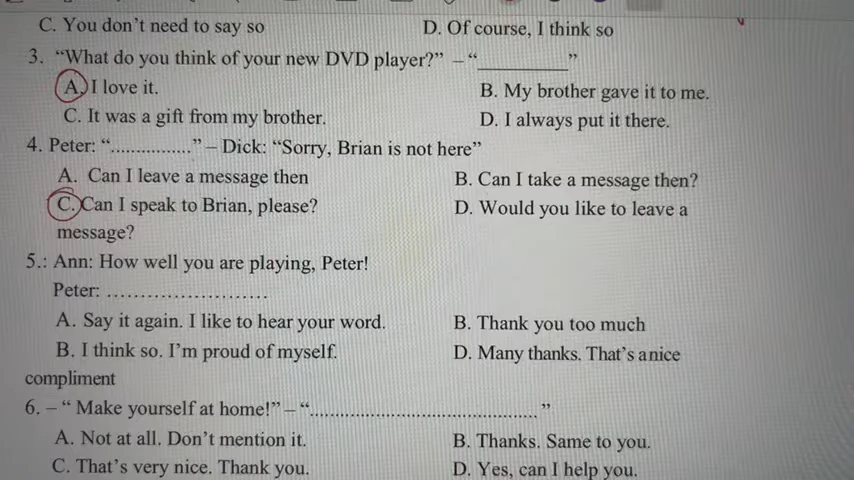 C. You don't need to say so D. Of course, I think so
3. “What do you think of your new DVD player?” – “__________”
A. I love it. B. My brother gave it to me.
C. It was a gift from my brother. D. I always put it there.
4. Peter: “...............” – Dick: “Sorry, Brian is not here”
A. Can I leave a message then B. Can I take a message then?
C. Can I speak to Brian, please? D. Would you like to leave a
message?
5.: Ann: How well you are playing, Peter!
Peter: ........................
A. Say it again. I like to hear your word. B. Thank you too much
B. I think so. I'm proud of myself. D. Many thanks. That's anice
compliment
6. – “ Make yourself at home!” – “..........................................”
A. Not at all. Don't mention it. B. Thanks. Same to you.
C. That's very nice. Thank you. D. Yes, can I help you.